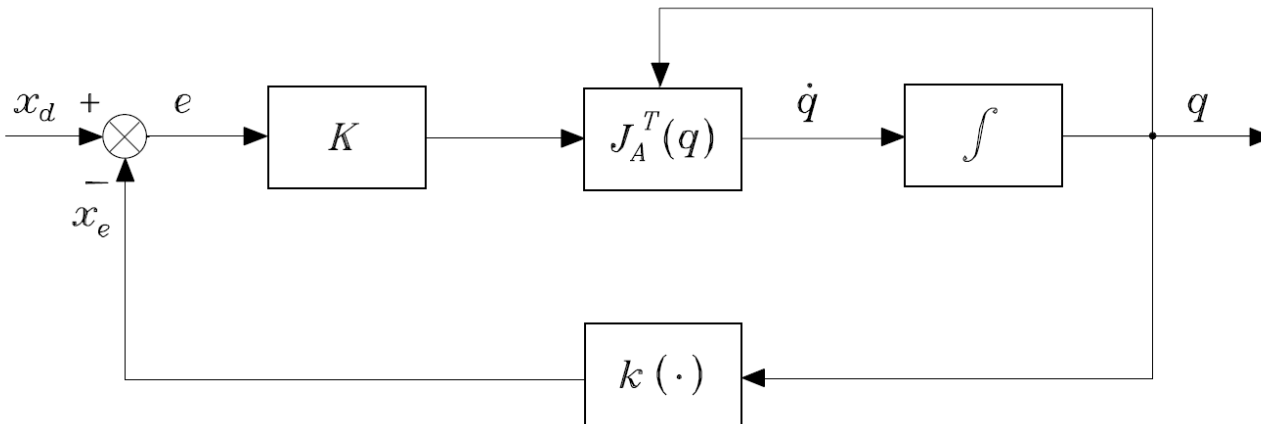 x_d + e K J_A^T(q) q̇ ∫ q
−
x_e
k (·)